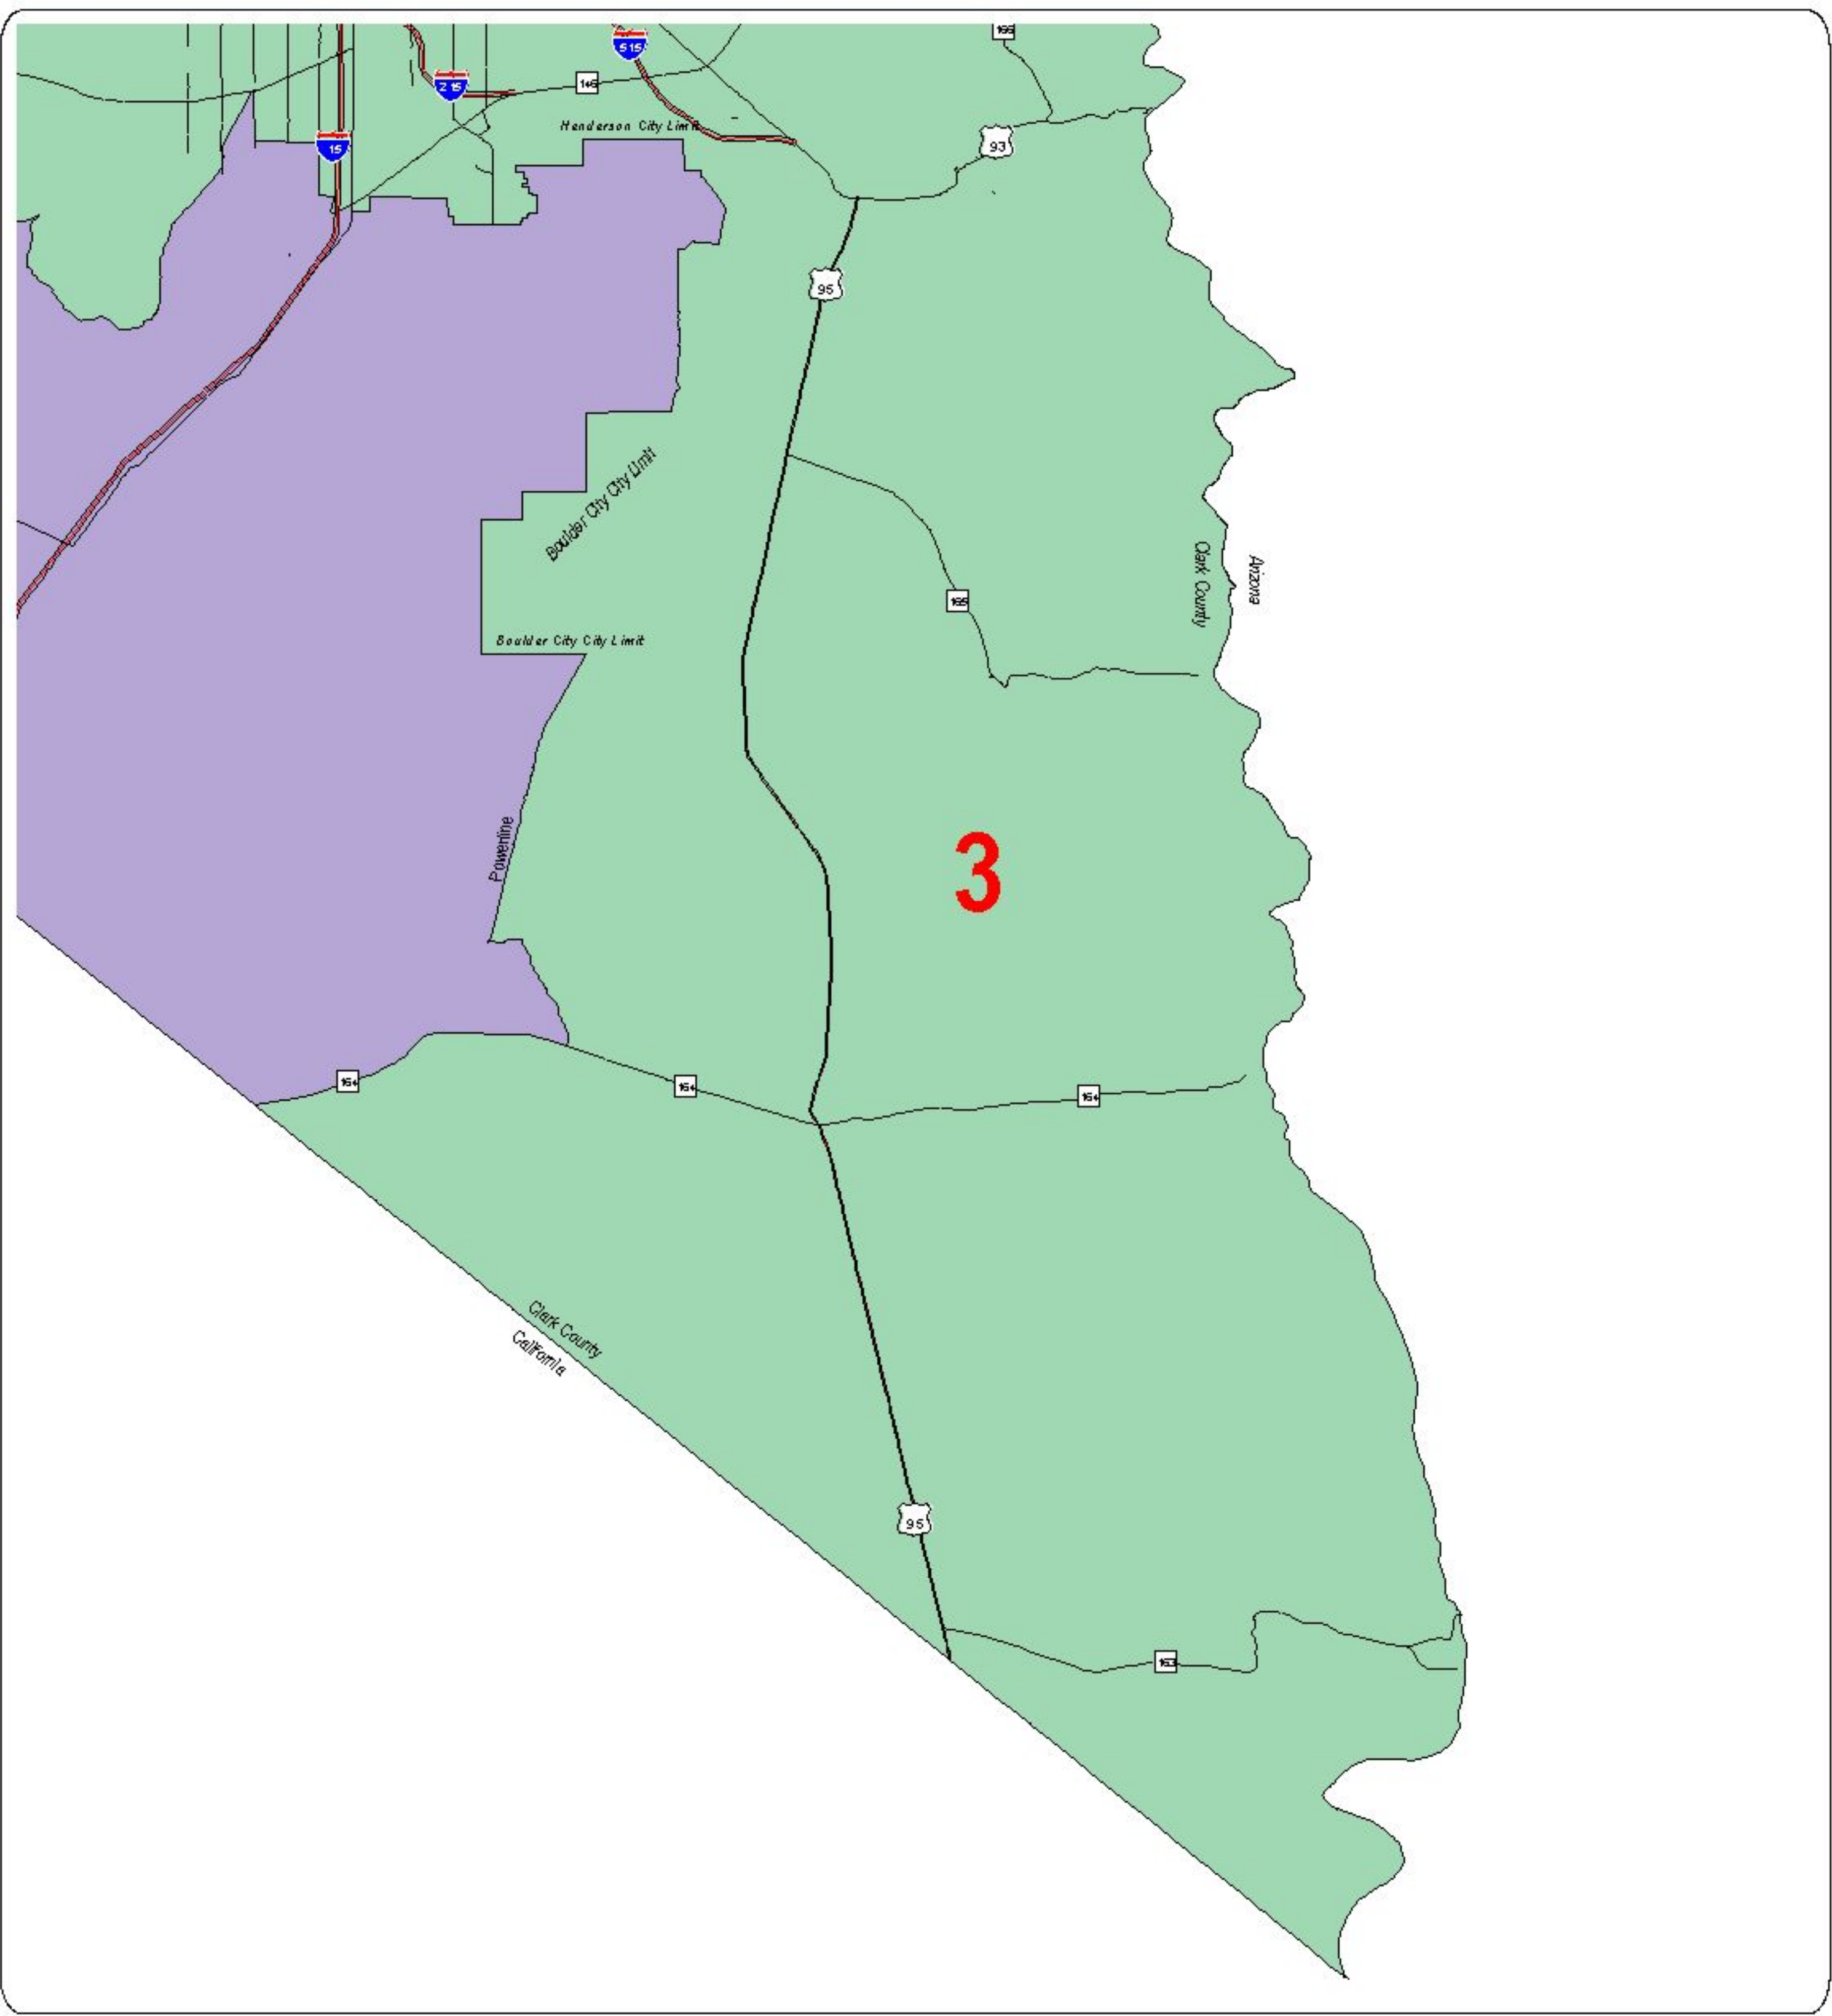 166
515
215
146
Henderson City Limit
15
93
95
Boulder City City Limit
165
Clark County
Arizona
Boulder City City Limit
Powerline
3
164
164
164
Clark County
California
95
163